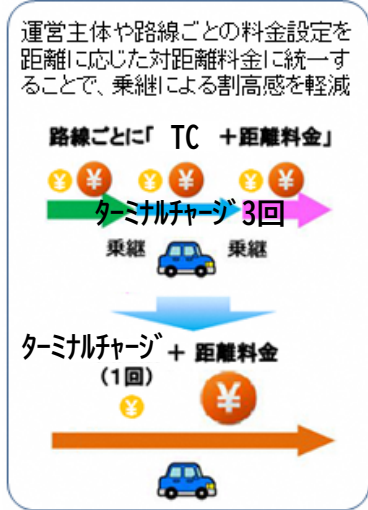 運営主体や路線ごとの料金設定を
距離に応じた対距離料金に統一す
ることで、乗継による割高感を軽減
路線ごとに「 TC +距離料金」
¥ ¥ ¥ ¥ ¥ ¥
ターミナルチャージ 3回
乗継 乗継
ターミナルチャージ + 距離料金
(1回)
¥ ¥